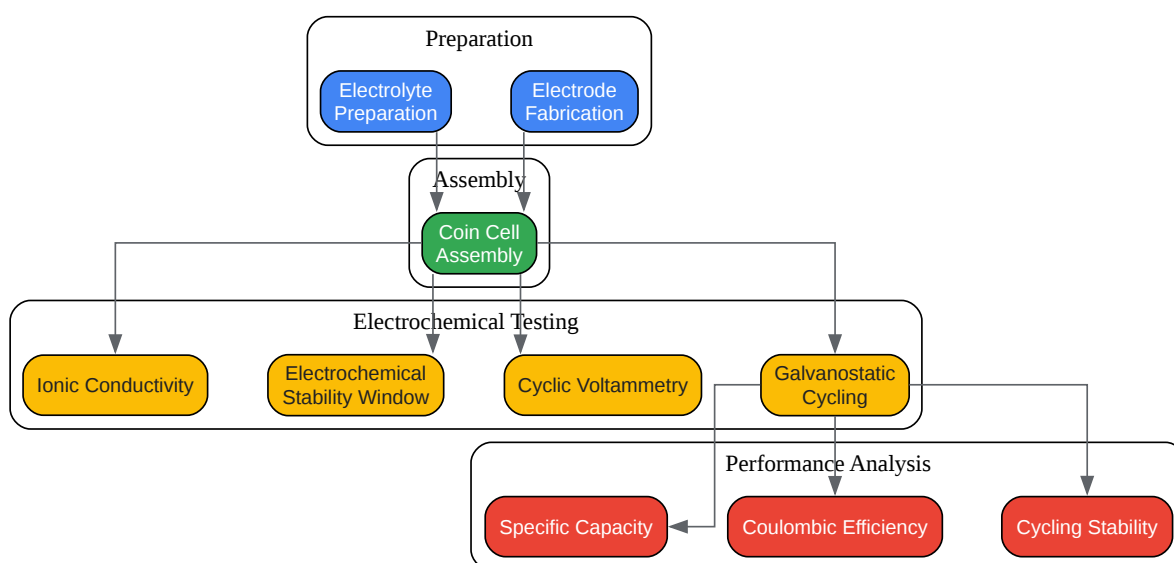 Preparation
Electrolyte
Preparation
Electrode
Fabrication
Assembly
Coin Cell
Assembly
Electrochemical Testing
Ionic Conductivity
Electrochemical
Stability Window
Cyclic Voltammetry
Galvanostatic
Cycling
Performance Analysis
Specific Capacity
Coulombic Efficiency
Cycling Stability